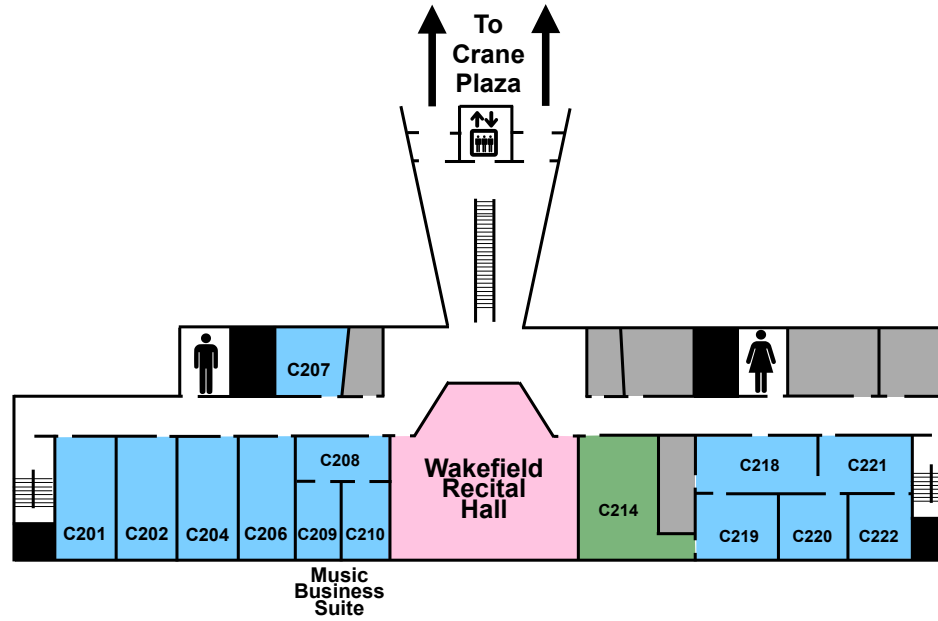 To
Crane
Plaza
C207
C208
Wakefield
Recital
Hall
C218
C221
C214
C201
C202
C204
C206
C209
C210
C219
C220
C222
Music
Business
Suite